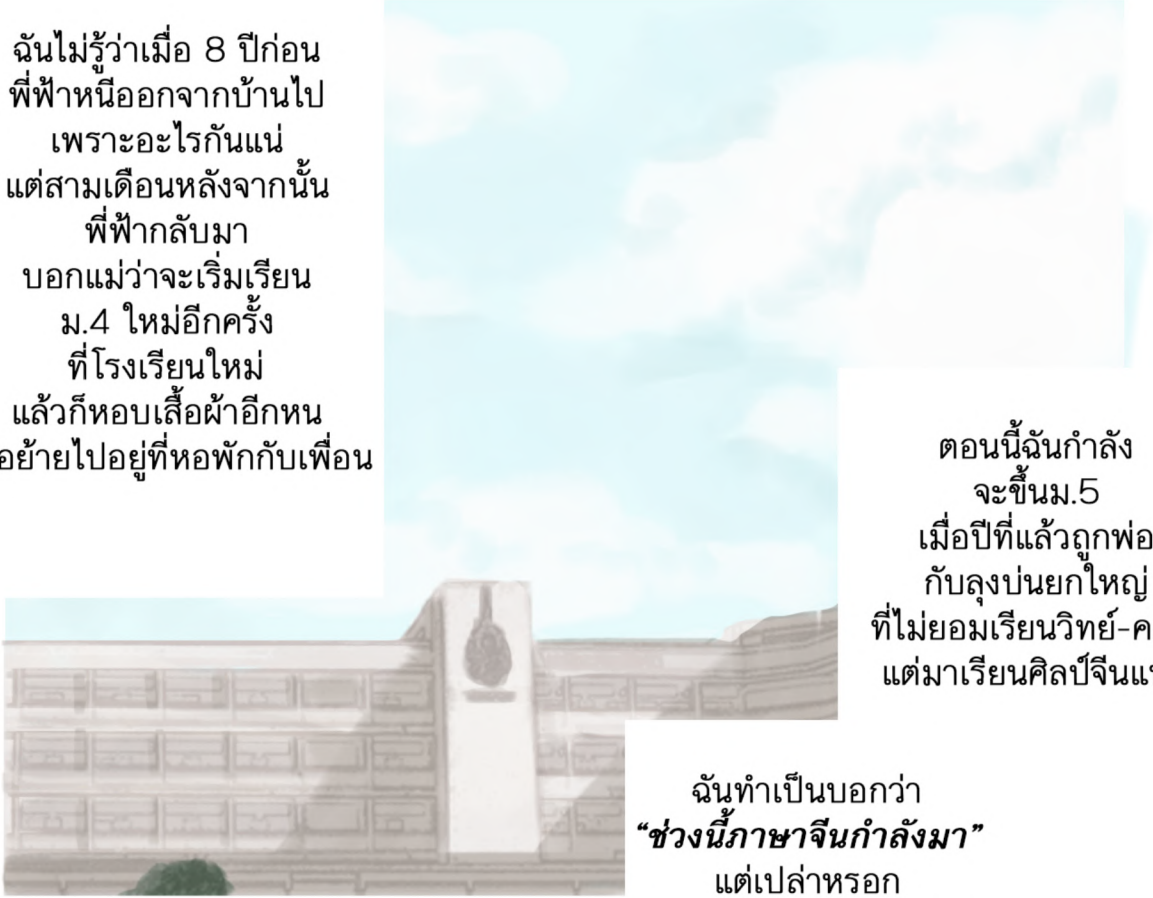 ฉันไม่รู้ว่าเมื่อ 8 ปีก่อน
พี่ฟ้าหนีออกจากบ้านไป
เพราะอะไรกันแน่
แต่สามเดือนหลังจากนั้น
พี่ฟ้ากลับมา
บอกแม่ว่าจะเริ่มเรียน
ม.4 ใหม่อีกครั้ง
ที่โรงเรียนใหม่
แล้วก็หอบเสื้อผ้าอีกหน
ย้ายไปอยู่ที่หอพักกับเพื่อน
ตอนนี้ฉันกำลัง
จะขึ้นม.5
เมื่อปีที่แล้วถูกพ่อ
กับลุงบ่นยกใหญ่
ที่ไม่ยอมเรียนวิทย์-ค
แต่มาเรียนศิลป์จีน
ฉันทำเป็นบอกว่า
“ช่วงนี้ภาษาจีนกำลังมา”
แต่เปล่าหรอก